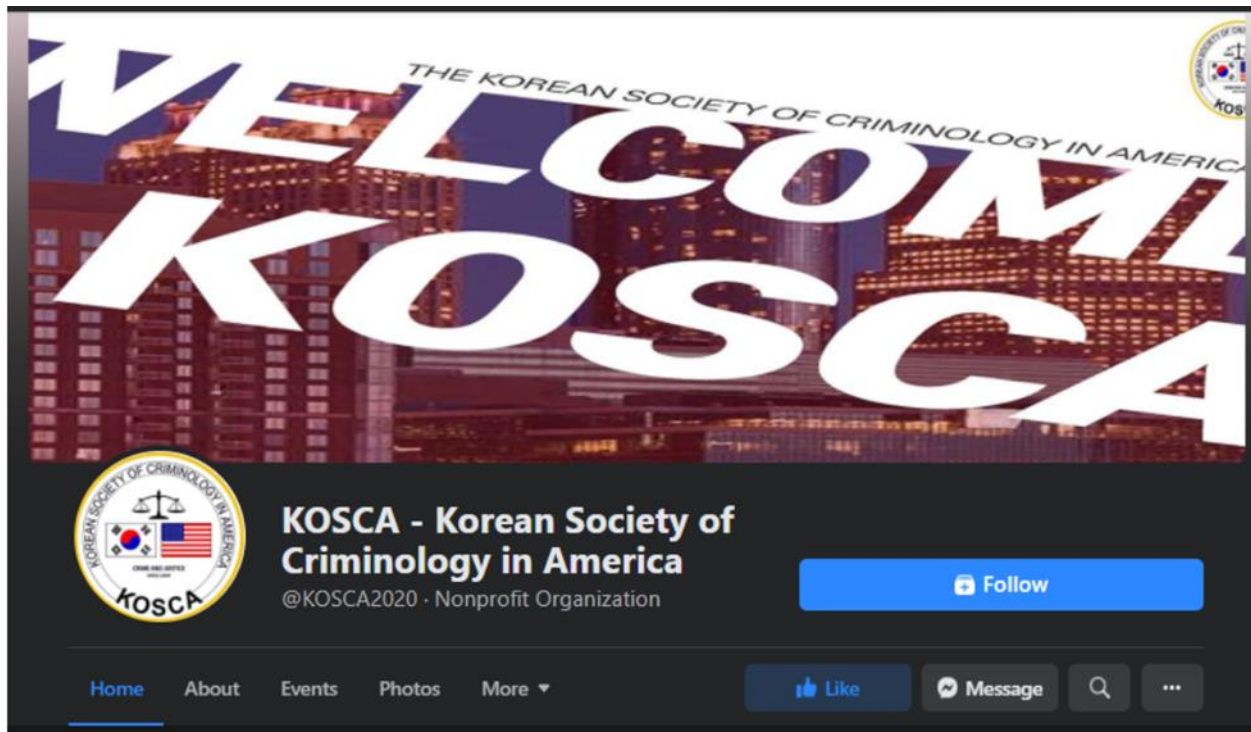 THE KOREAN SOCIETY OF CRIMINOLOGY IN AMERICA
WELCOME
KOSCA
KOREAN SOCIETY OF CRIMINOLOGY IN AMERICA
CRIME AND JUSTICE
KOSCA
KOSCA - Korean Society of
Criminology in America
@KOSCA2020 · Nonprofit Organization
Follow
Home
About
Events
Photos
More
Like
Message